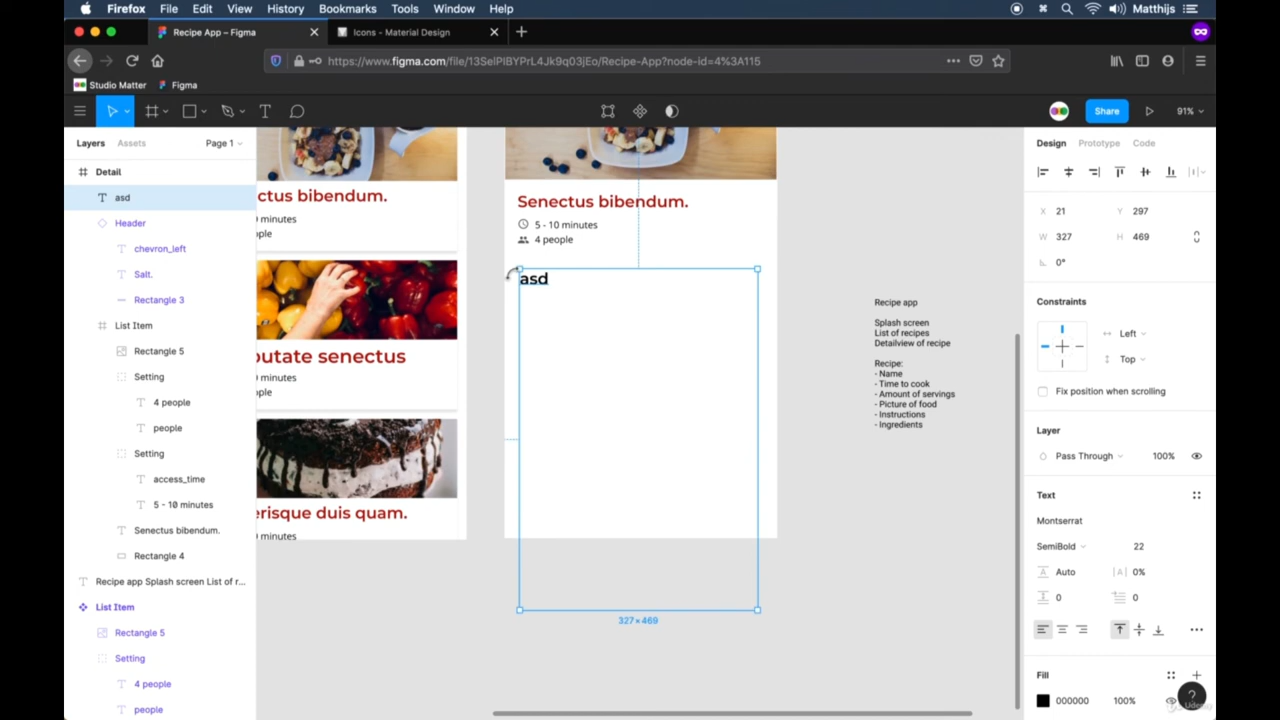 Firefox File Edit View History Bookmarks Tools Window Help Matthijs
Recipe App – Figma
Icons - Material Design
https://www.figma.com/file/13SelPlBYPrL4Jk9q03jEo/Recipe-App?node-id=4%3A115
Studio Matter Figma
Share 91%
Layers Assets Page 1
Detail
asd
Header
chevron_left
Salt.
Rectangle 3
List Item
Rectangle 5
Setting
4 people
people
Setting
access_time
5 - 10 minutes
Senectus bibendum.
Rectangle 4
Recipe app Splash screen List of r...
List Item
Rectangle 5
Setting
4 people
people
ctus bibendum.
minutes
ople
putate senectus
minutes
ople
erisque duis quam.
minutes
Senectus bibendum.
5 - 10 minutes
4 people
asd
327 × 469
Recipe app
Splash screen
List of recipes
Detailview of recipe
Recipe:
- Name
- Time to cook
- Amount of servings
- Picture of food
- Instructions
- Ingredients
Design Prototype Code
X 21 Y 297
W 327 H 469
0°
Constraints
Left
Top
Fix position when scrolling
Layer
Pass Through 100%
Text
Montserrat
SemiBold 22
A Auto |A| 0%
0 0
Fill
000000 100%
?
Udemy